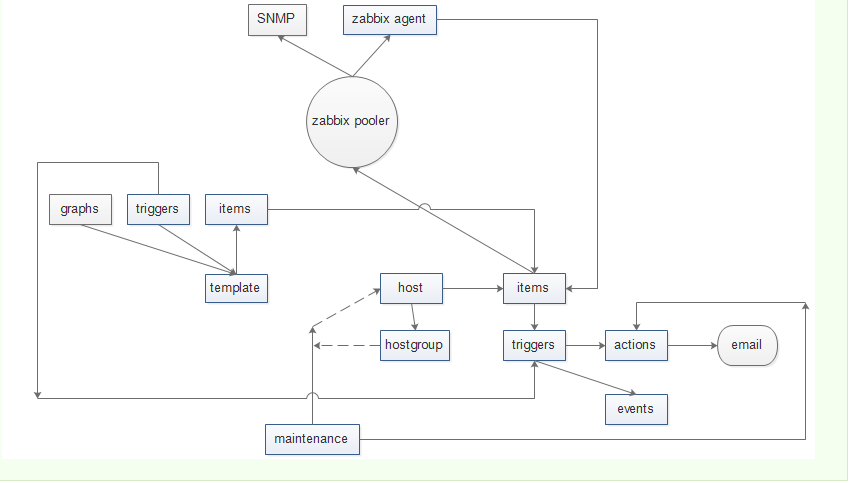 SNMP
zabbix agent
zabbix pooler
graphs
triggers
items
template
host
items
hostgroup
triggers
actions
email
events
maintenance